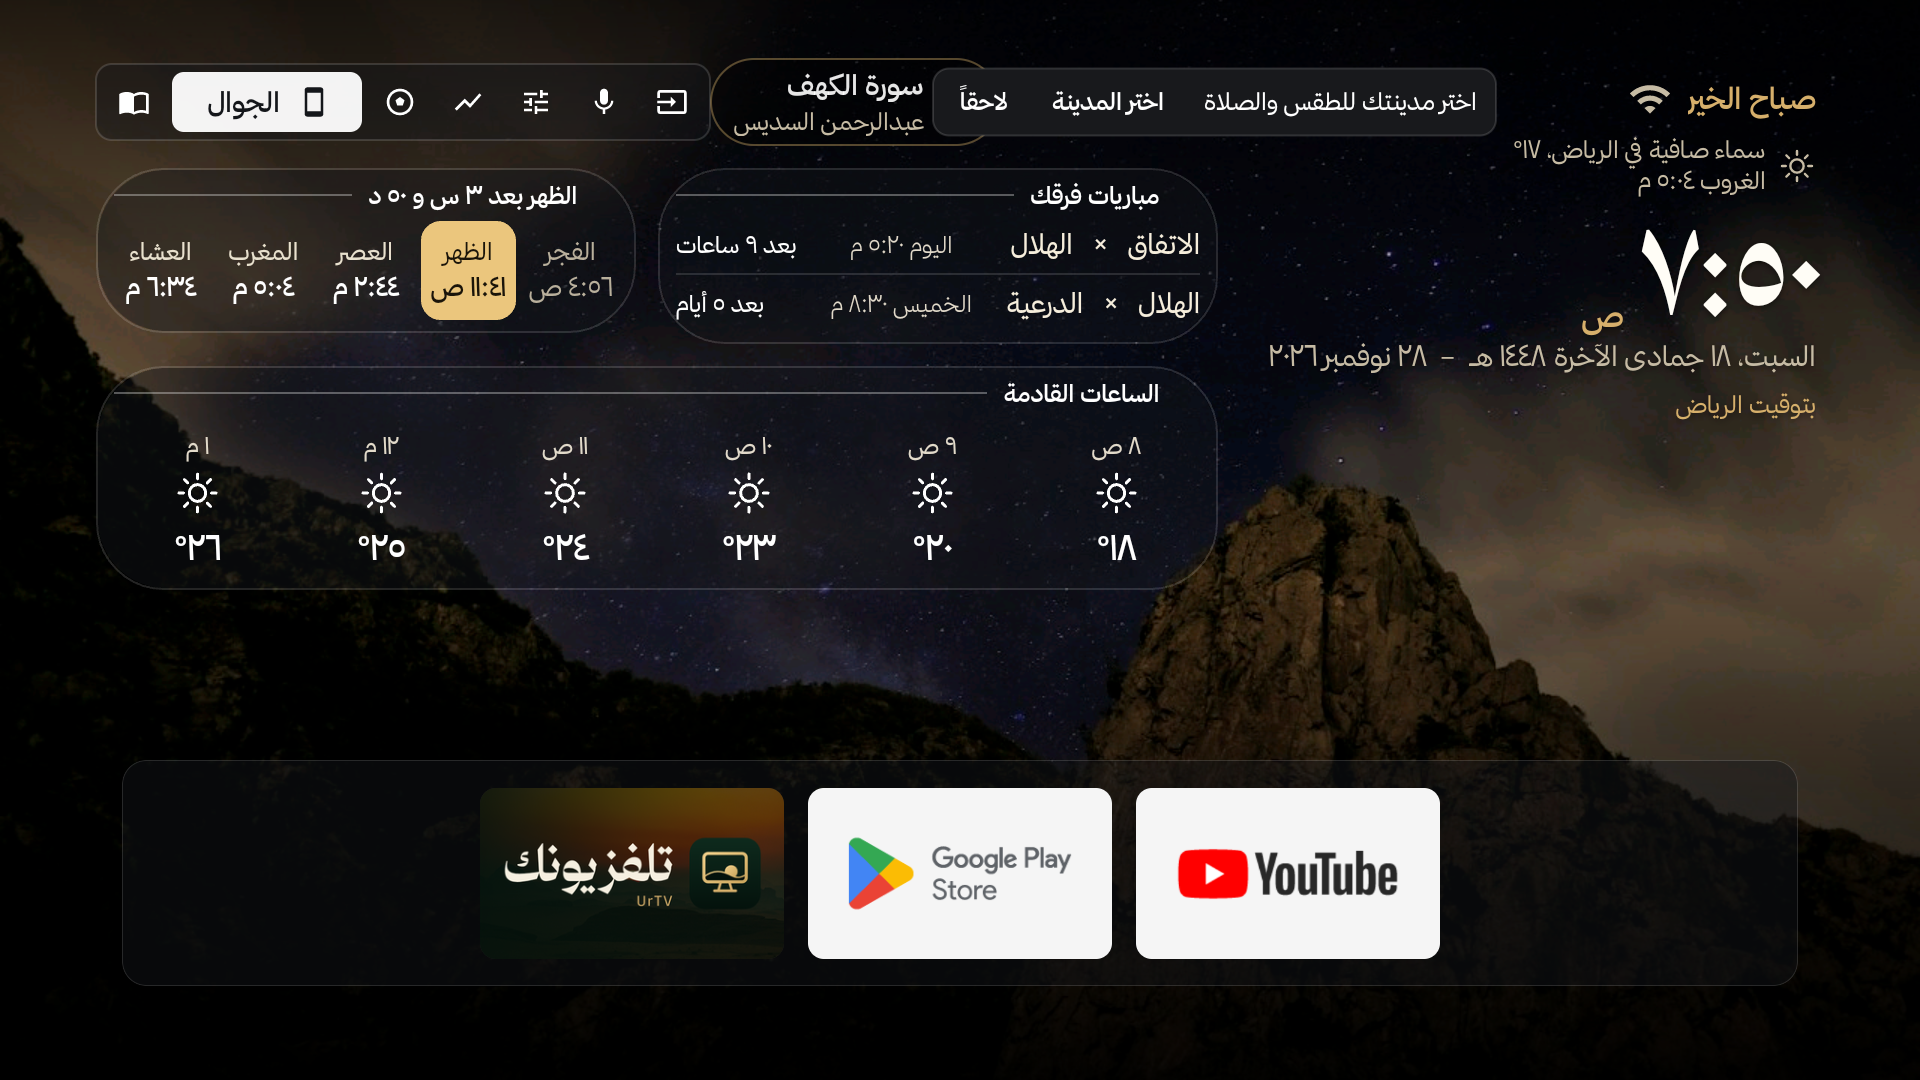 صباح الخير
سماء صافية في الرياض، ١٧°
الغروب ٥:٠٤ م
٧:٥٠ ص
السبت، ١٨ جمادى الآخرة ١٤٤٨ هـ – ٢٨ نوفمبر ٢٠٢٦
بتوقيت الرياض
اختر مدينتك للطقس والصلاة اختر المدينة لاحقاً
سورة الكهف
عبدالرحمن السديس
الجوال
مباريات فرقك
الاتفاق × الهلال اليوم ٥:٢٠ م بعد ٩ ساعات
الهلال × الدرعية الخميس ٨:٣٠ م بعد ٥ أيام
الظهر بعد ٣ س و ٥٠ د
الفجر الظهر العصر المغرب العشاء
٤:٥٦ ص ١١:٤١ ص ٢:٤٤ م ٥:٠٤ م ٦:٣٤ م
الساعات القادمة
٨ ص ٩ ص ١٠ ص ١١ ص ١٢ م ١ م
١٨° ٢٠° ٢٣° ٢٤° ٢٥° ٢٦°
YouTube
Google Play
Store
تلفزيونك
UrTV